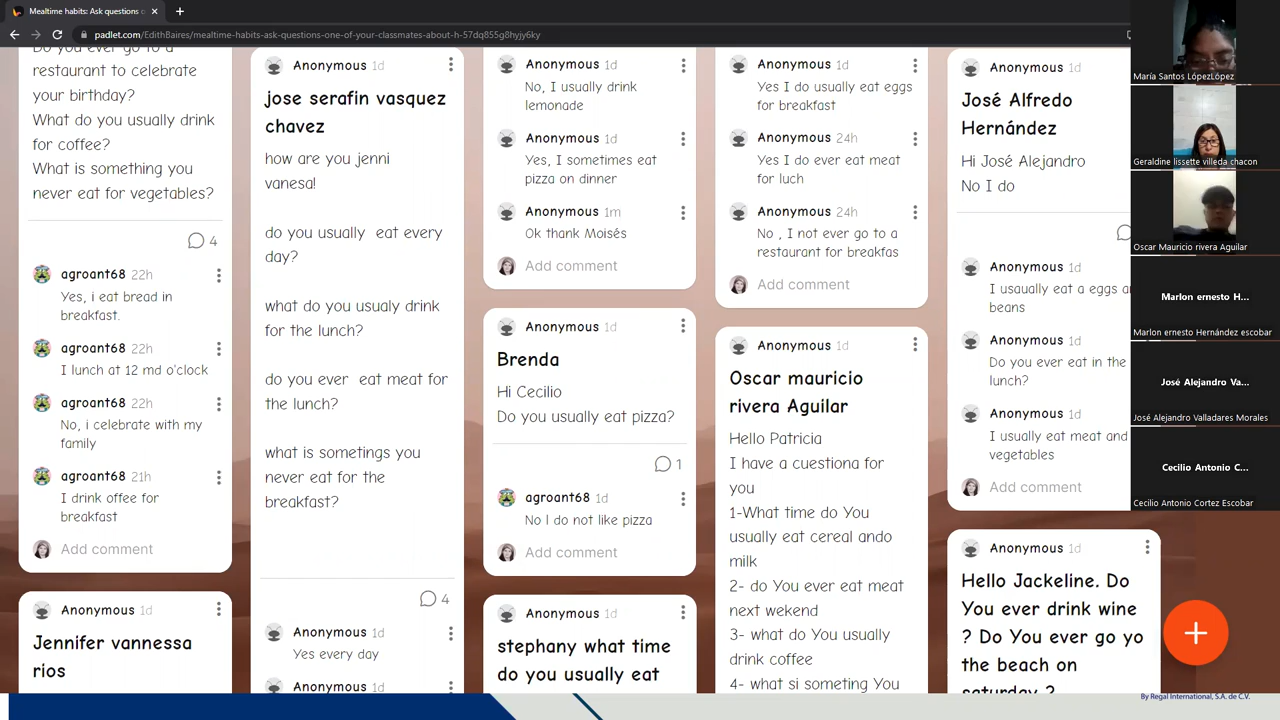 Mealtime habits: Ask questions o
padlet.com/EdithBaires/mealtime-habits-ask-questions-one-of-your-classmates-about-h-57dq855g8hyjy6ky
Do you ever go to a
restaurant to celebrate
your birthday?
What do you usually drink
for coffee?
What is something you
never eat for vegetables?
4
agroant68 22h
Yes, i eat bread in
breakfast.
agroant68 22h
I lunch at 12 md o'clock
agroant68 22h
No, i celebrate with my
family
agroant68 21h
I drink offee for
breakfast
Add comment
Anonymous 1d
Jennifer vannessa
ríos
Anonymous 1d
jose serafin vasquez
chavez
how are you jenni
vanesa!
do you usually eat every
day?
what do you usualy drink
for the lunch?
do you ever eat meat for
the lunch?
what is sometings you
never eat for the
breakfast?
4
Anonymous 1d
Yes every day
Anonymous 1d
Anonymous 1d
No, I usually drink
lemonade
Anonymous 1d
Yes, I sometimes eat
pizza on dinner
Anonymous 1m
Ok thank Moisés
Add comment
Anonymous 1d
Brenda
Hi Cecilio
Do you usually eat pizza?
1
agroant68 1d
No I do not like pizza
Add comment
Anonymous 1d
stephany what time
do you usually eat
Anonymous 1d
Yes I do usually eat eggs
for breakfast
Anonymous 24h
Yes I do ever eat meat
for luch
Anonymous 24h
No , I not ever go to a
restaurant for breakfas
Add comment
Anonymous 1d
Oscar mauricio
rivera Aguilar
Hello Patricia
I have a cuestiona for
you
1-What time do You
usually eat cereal ando
milk
2- do You ever eat meat
next wekend
3- what do You usually
drink coffee
4- what si someting You
Anonymous 1d
José Alfredo
Hernández
Hi José Alejandro
No I do
Anonymous 1d
I usaually eat a eggs a
beans
Anonymous 1d
Do you ever eat in the
lunch?
Anonymous 1d
I usually eat meat and
vegetables
Add comment
Anonymous 1d
Hello Jackeline. Do
You ever drink wine
? Do You ever go yo
the beach on
saturday ?
María Santos LópezLópez
Geraldine lissette villeda chacon
Oscar Mauricio rivera Aguilar
Marlon ernesto H...
Marlon ernesto Hernández escobar
José Alejandro Va...
José Alejandro Valladares Morales
Cecilio Antonio C...
Cecilio Antonio Cortez Escobar
By Regal International, S.A. de C.V.